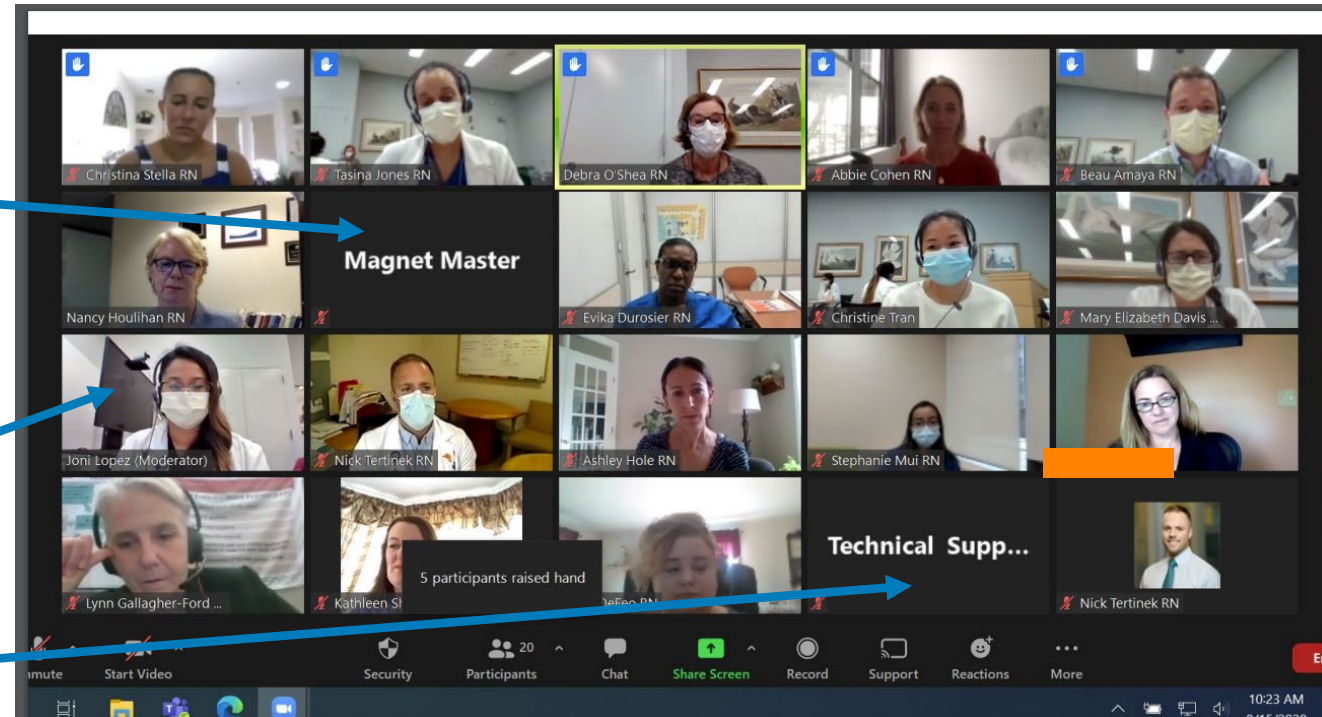 Christina Stella RN
Tasina Jones RN
Debra O'Shea RN
Abbie Cohen RN
Beau Amaya RN
Nancy Houlihan RN
Magnet Master
Evika Durosier RN
Christine Tran
Mary Elizabeth Davis ...
Joni Lopez (Moderator)
Nick Tertinek RN
Ashley Hole RN
Stephanie Mui RN
Lynn Gallagher-Ford ...
Kathleen
5 participants raised hand
DeFeo RN
Technical Supp...
Nick Tertinek RN
Start Video
Security
20
Participants
Chat
Share Screen
Record
Support
Reactions
More
10:23 AM